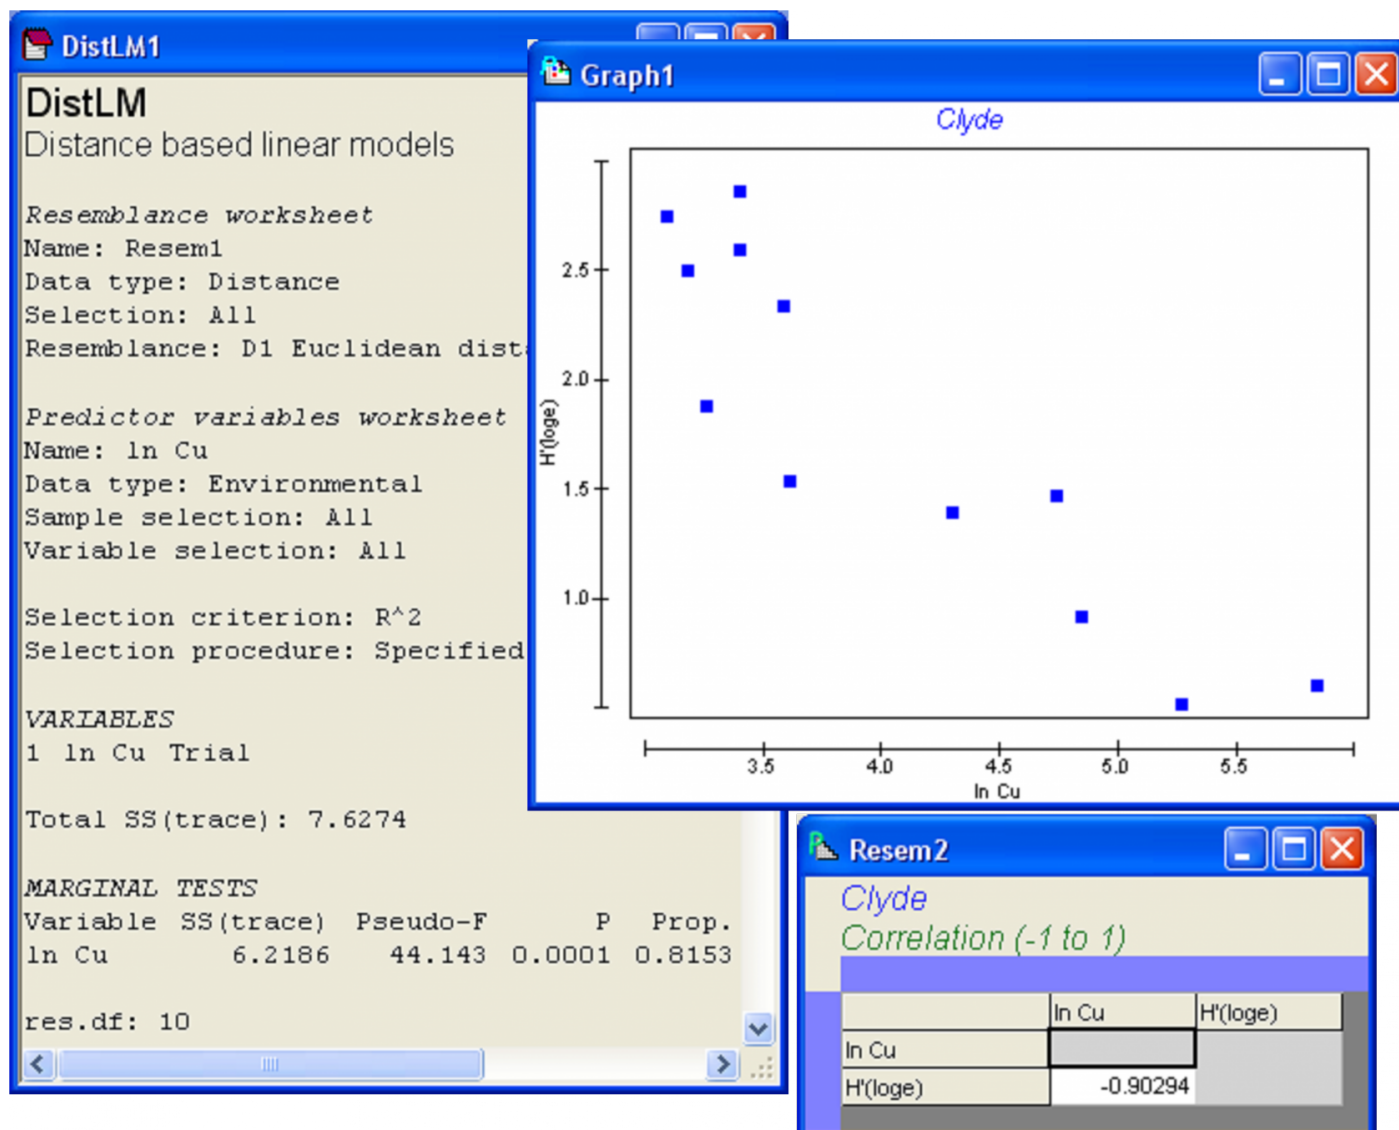 DistLM1
DistLM
Distance based linear models
Resemblance worksheet
Name: Resem1
Data type: Distance
Selection: All
Resemblance: D1 Euclidean
Predictor variables worksheet
Name: ln Cu
Data type: Environmental
Sample selection: All
Variable selection: All
Selection criterion: R^2
Selection procedure: Specified
VARIABLES
1 ln Cu Trial
Total SS(trace): 7.6274
MARGINAL TESTS
Variable SS(trace) Pseudo-F P Prop.
ln Cu 6.2186 44.143 0.0001 0.8153
res.df: 10
Graph1
Clyde
2.5
2.0
1.5
1.0
H'(loge)
3.5 4.0 4.5 5.0 5.5
ln Cu
Resem2
Clyde
Correlation (-1 to 1)
ln Cu H'(loge)
ln Cu
H'(loge) -0.90294